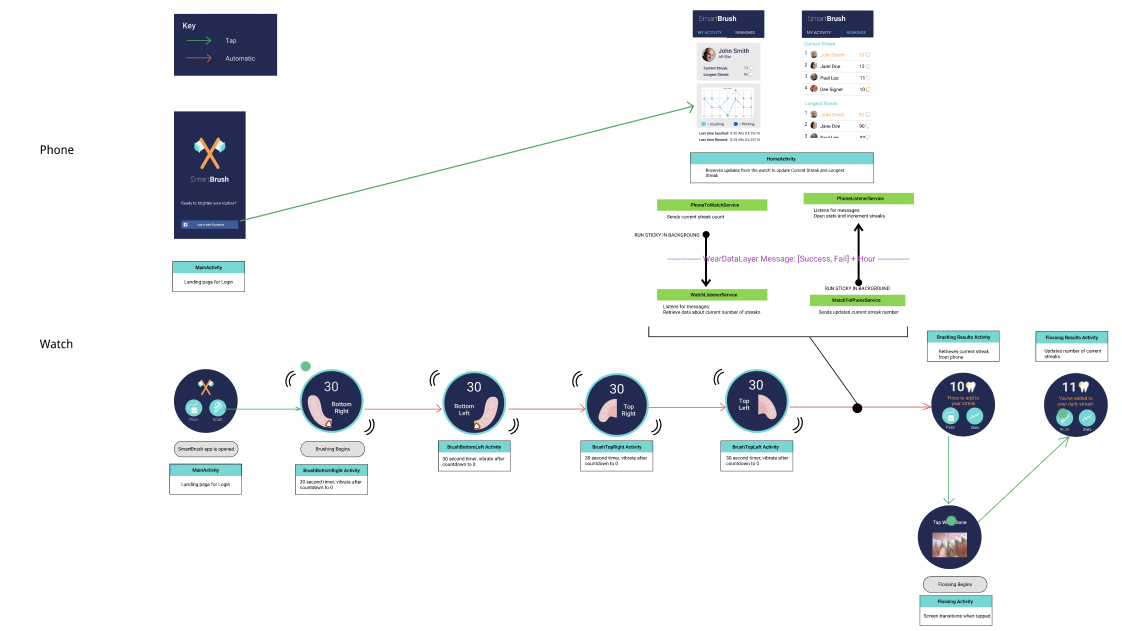 Key
Tap
Automatic
Phone
SmartBrush
Ready to brighten your routine?
Log in with Facebook
MainActivity
Landing page for Login
SmartBrush
MY ACTIVITY RANKINGS
John Smith
Current Streak:
Longest Streak:
= Brushing = Flossing
Last time brushed:
Last time flossed:
SmartBrush
MY ACTIVITY RANKINGS
Current Streak
1 John Smith 13
2 Jane Doe 12
3 Paul Lee 11
4 Dee Signer 10
Longest Streak
1 John Smith
2 Jane Doe 90
3
HomeActivity
Recieved updates from the watch to update Current Streak and Longest
Streak
PhoneToWatchService
Sends current streak count
RUN STICKY IN BACKGROUND
PhoneListenerService
Listens for messages:
Open stats and increment streaks
WearDataLayer Message: [Success, Fail] + Hour
WatchListenerService
Listens for messages:
Retrieve data about current number of streaks
RUN STICKY IN BACKGROUND
WatchToPhoneService
Sends updated current streak number
Watch
Floss Brush
SmartBrush app is opened
MainActivity
Landing page for Login
30
Bottom
Right
Brushing Begins
BrushBottomRight Activity
30 second timer, vibrate after
countdown to 0
30
Bottom
Left
BrushBottomLeft Activity
30 second timer, vibrate after
countdown to 0
30
Top
Right
BrushTopRight Activity
30 second timer, vibrate after
countdown to 0
30
Top
Left
BrushTopLeft Activity
30 second timer, vibrate after
countdown to 0
Brushing Results Activity
Retrieves current streak
from phone
10
Floss to add to
your streak
Floss Stats
Flossing Results Activity
Updates number of current
streaks
11
You've added to
your daily streak!
Brush Stats
Tap Done
Flossing Begins
Flossing Activity
Screen transitions when tapped